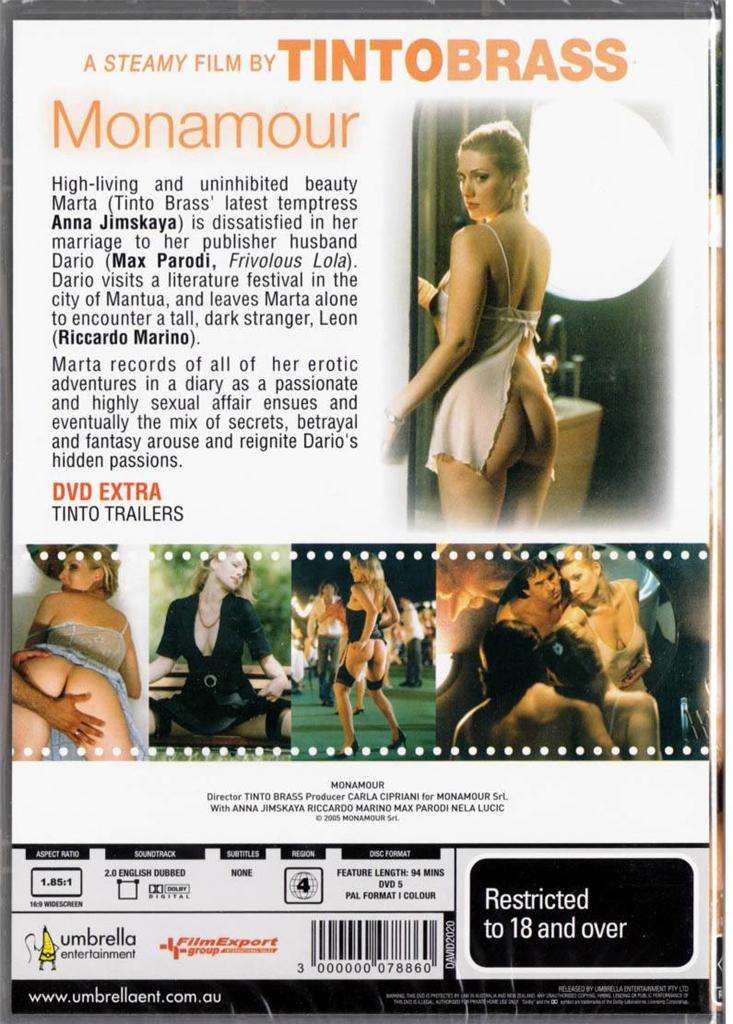 A STEAMY FILM BY TINTOBRASS
Monamour
High-living and uninhibited beauty
Marta (Tinto Brass' latest temptress
Anna Jimskaya) is dissatisfied in her
marriage to her publisher husband
Dario (Max Parodi, Frivolous Lola).
Dario visits a literature festival in the
city of Mantua, and leaves Marta alone
to encounter a tall, dark stranger, Leon
(Riccardo Marino).
Marta records of all of her erotic
adventures in a diary as a passionate
and highly sexual affair ensues and
eventually the mix of secrets, betrayal
and fantasy arouse and reignite Dario's
hidden passions.
DVD EXTRA
TINTO TRAILERS
MONAMOUR
Director TINTO BRASS Producer CARLA CIPRIANI for MONAMOUR SrL
With ANNA JIMSKAYA RICCARDO MARINO MAX PARODI NELA LUCIC
© 2005 MONAMOUR SrL
ASPECT RATIO
1.85:1
16:9 WIDESCREEN
SOUNDTRACK
2.0 ENGLISH DUBBED
DOLBY
DIGITAL
SUBTITLES
NONE
REGION
4
DISC FORMAT
FEATURE LENGTH: 94 MINS
DVD 5
PAL FORMAT I COLOUR
Restricted
to 18 and over
umbrella
entertainment
FilmExport
group
3 000000 078860
DAVID2020
www.umbrellaent.com.au
RELEASED BY UMBRELLA ENTERTAINMENT PTY LTD